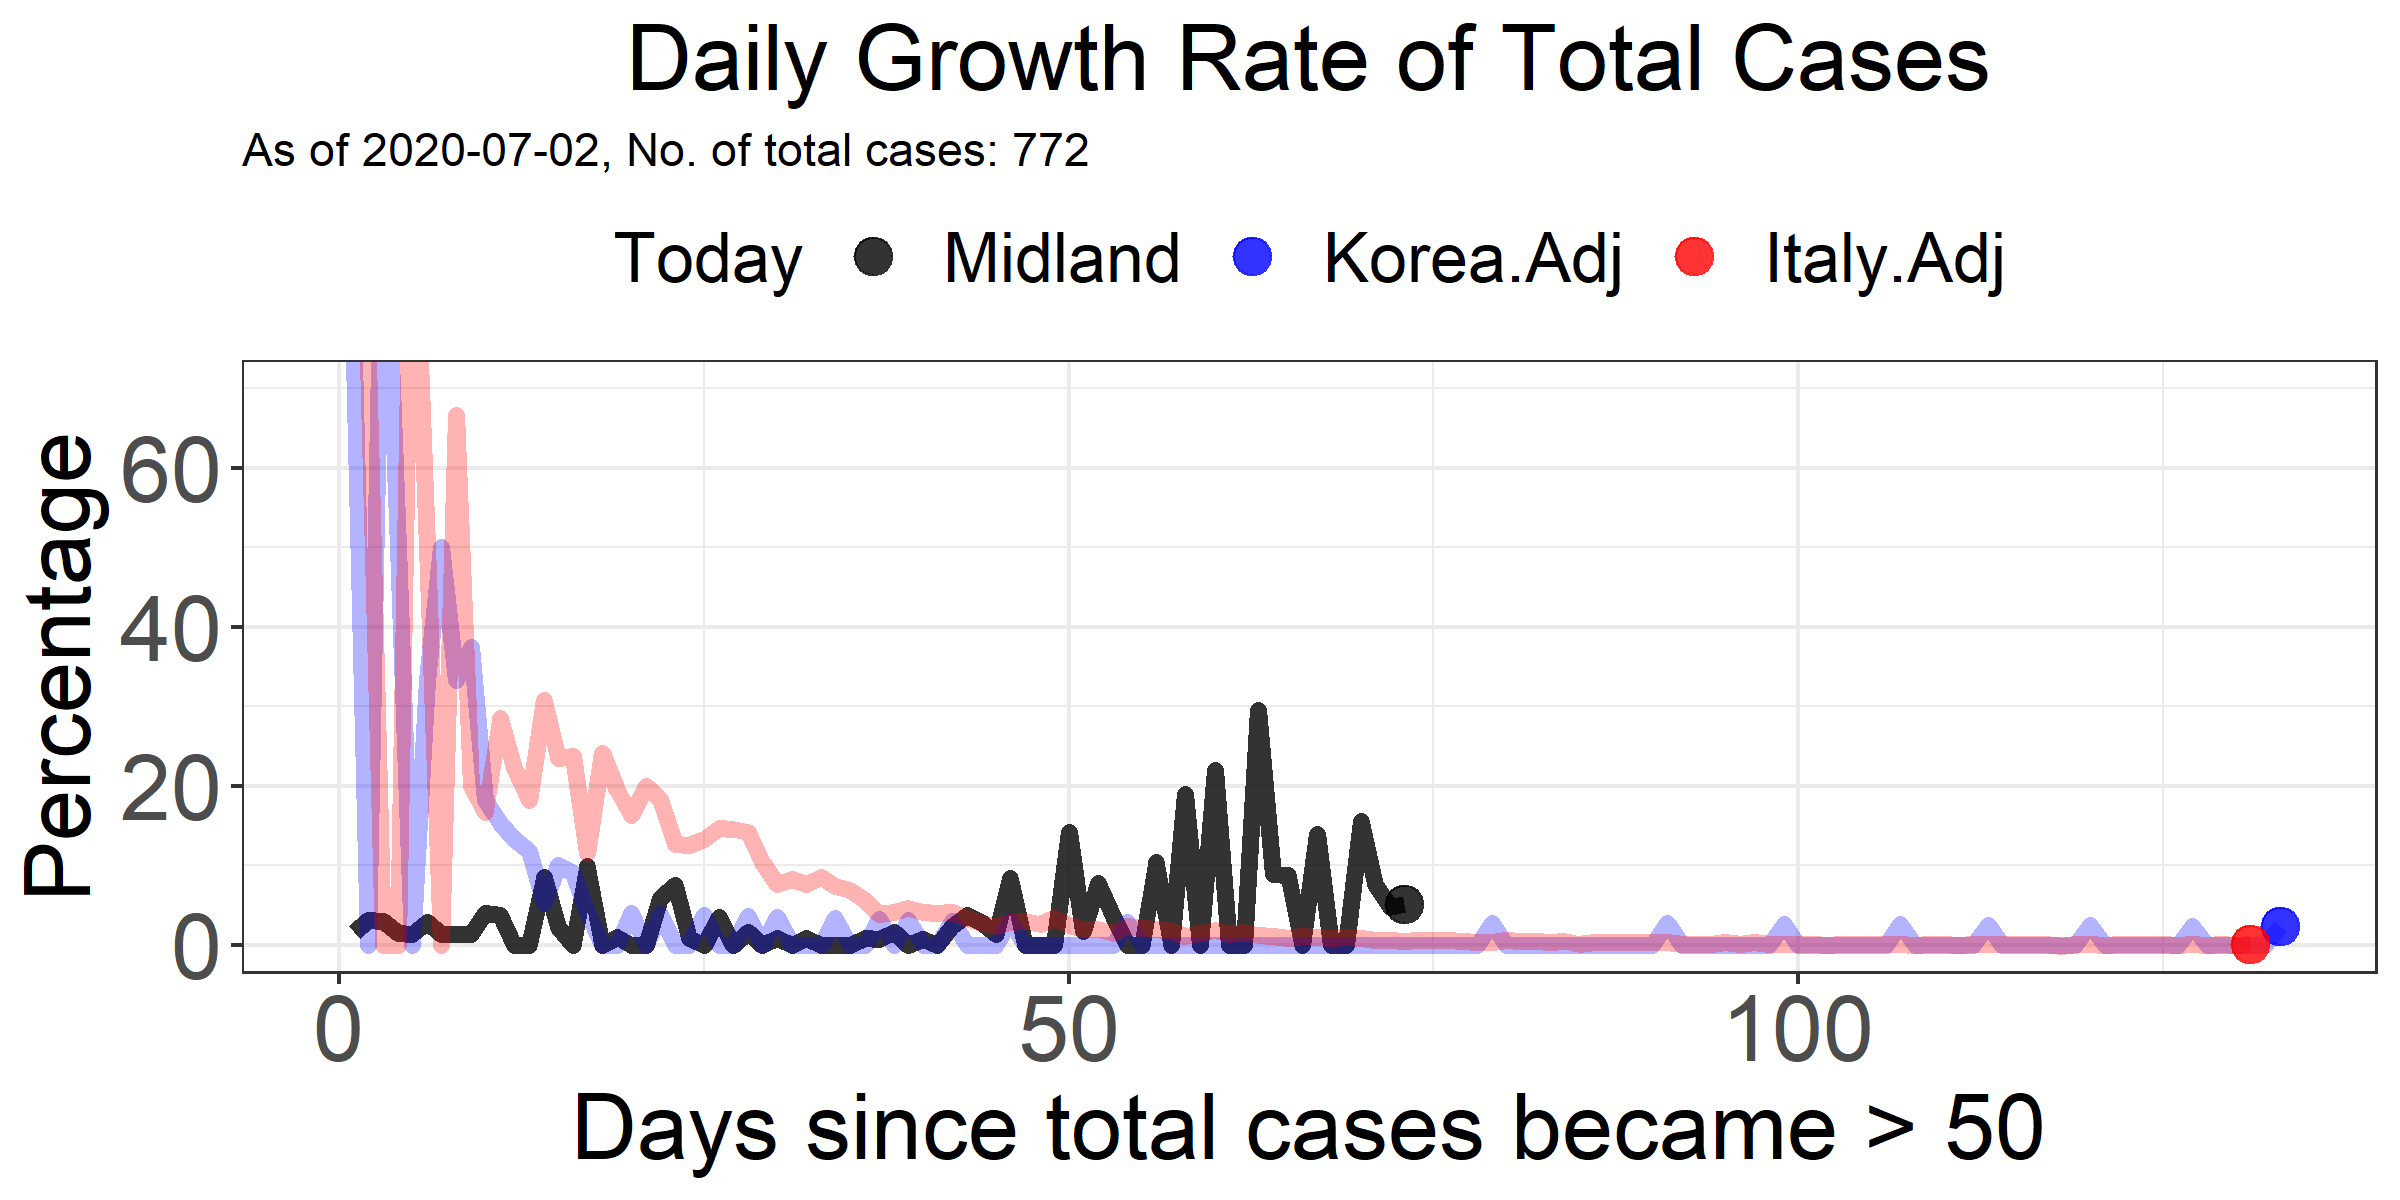 Daily Growth Rate of Total Cases
As of 2020-07-02, No. of total cases: 772
Today Midland Korea.Adj Italy.Adj
Percentage
60
40
20
0
0 50 100
Days since total cases became > 50